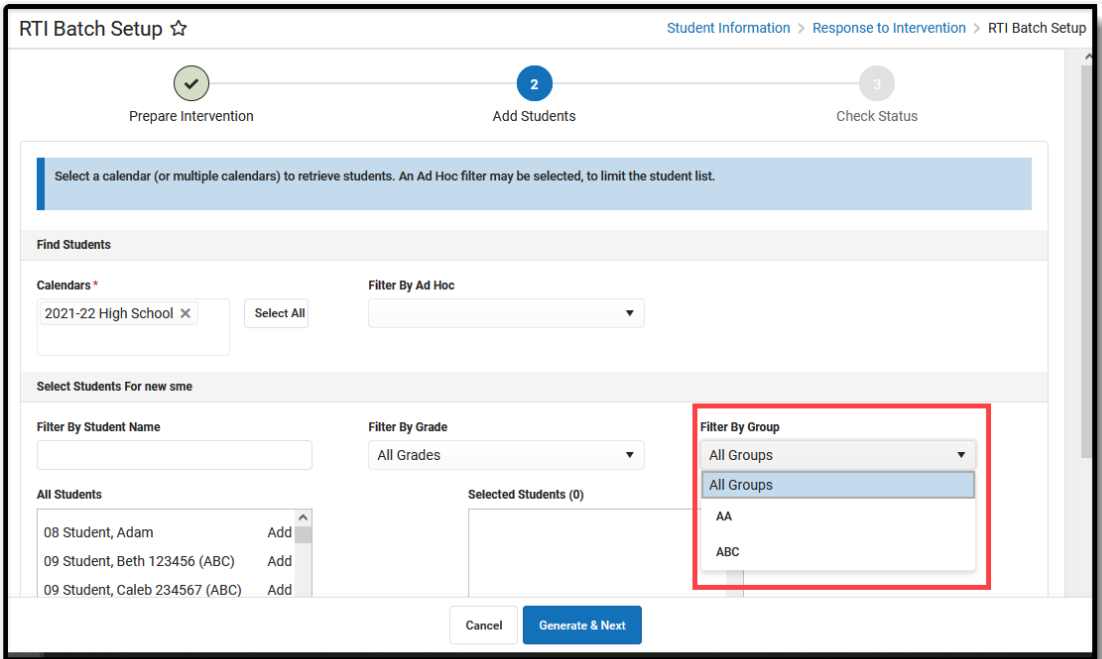 RTI Batch Setup
Student Information > Response to Intervention > RTI Batch Setup
2
3
Prepare Intervention
Add Students
Check Status
Select a calendar (or multiple calendars) to retrieve students. An Ad Hoc filter may be selected, to limit the student list.
Find Students
Calendars *
Filter By Ad Hoc
2021-22 High School ×
Select All
Select Students For new sme
Filter By Student Name
Filter By Grade
Filter By Group
All Grades
All Groups
All Groups
AA
ABC
All Students
Selected Students (0)
08 Student, Adam Add
09 Student, Beth 123456 (ABC) Add
09 Student, Caleb 234567 (ABC) Add
Cancel
Generate & Next